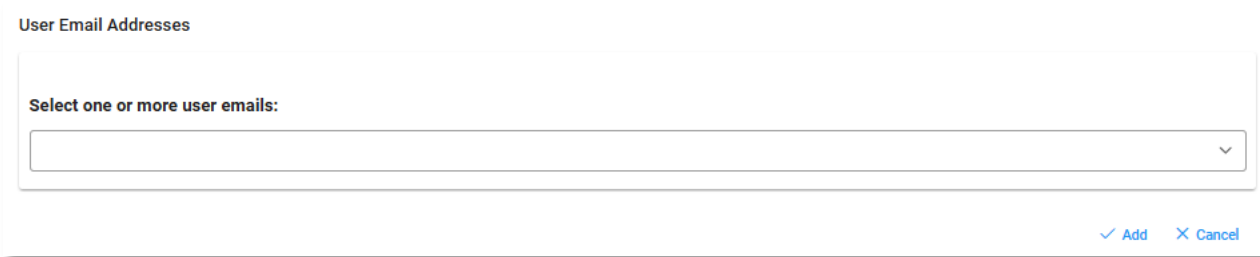 User Email Addresses
Select one or more user emails:
Add Cancel